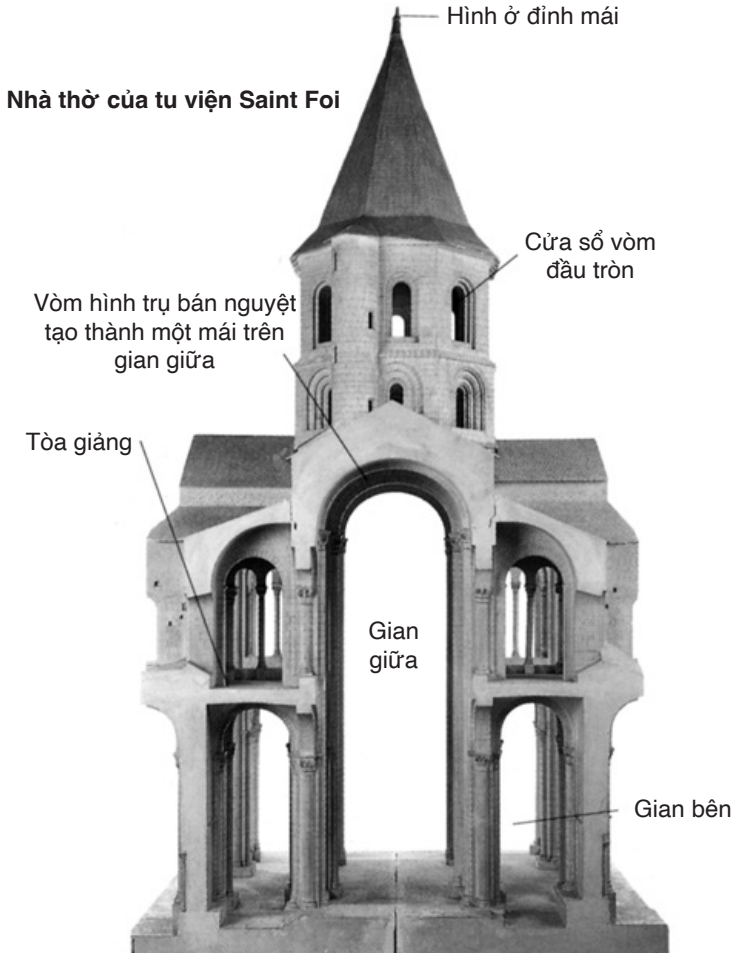 Hình ở đỉnh mái
Nhà thờ của tu viện Saint Foi
Cửa sổ vòm
đầu tròn
Vòm hình trụ bán nguyệt
tạo thành một mái trên
gian giữa
Tòa giảng
Gian
giữa
Gian bên